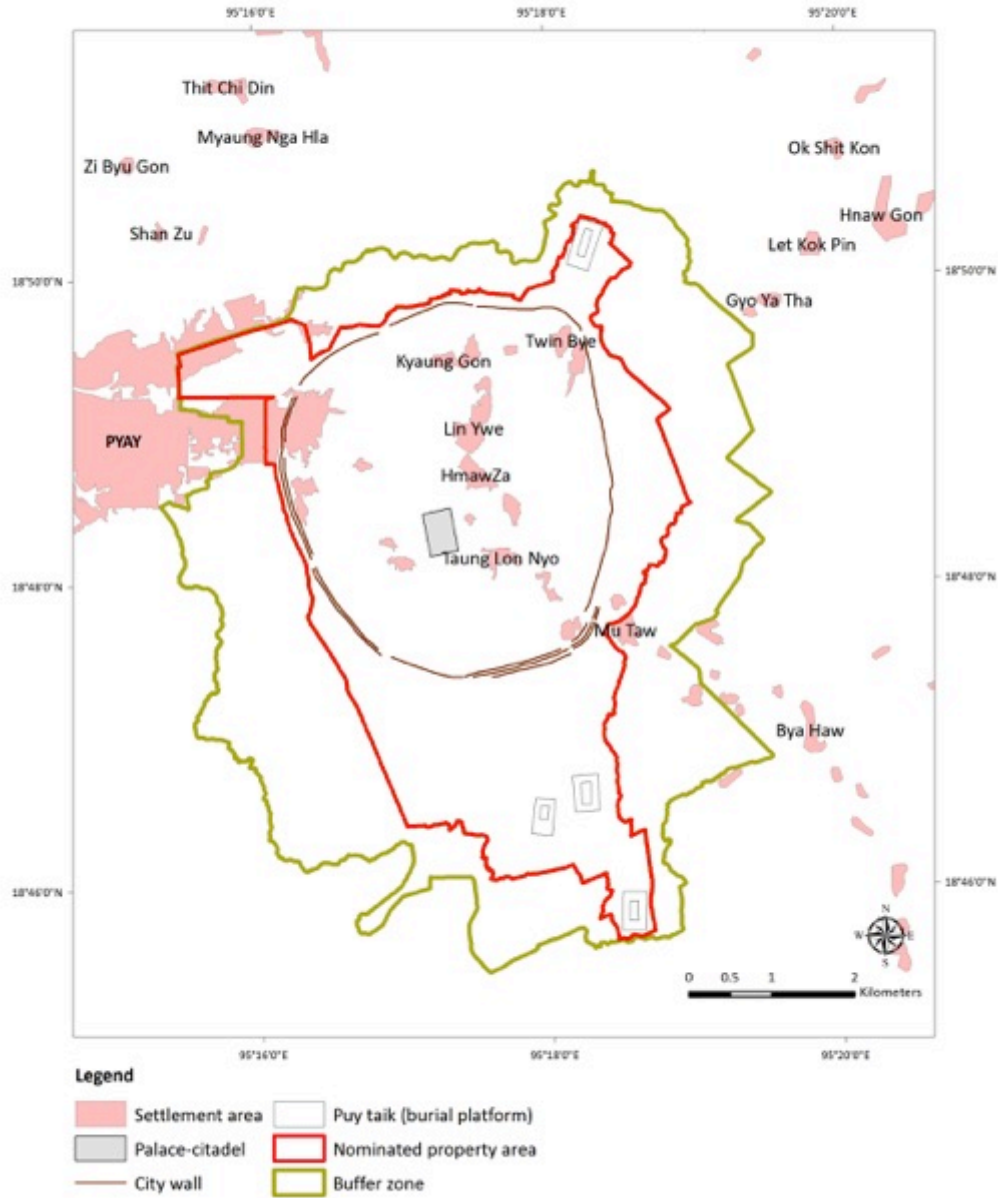 95°16'0"E 95°18'0"E 95°20'0"E
Thit Chi Din
Myaung Nga Hla
Ok Shit Kon
Zi Byu Gon
Hnaw Gon
Shan Zu
Let Kok Pin
18°50'0"N 18°50'0"N
Gyo Ya Tha
Twin Bye
Kyaung Gon
Lin Ywe
PYAY
HmawZa
Taung Lon Nyo
18°48'0"N 18°48'0"N
Mu Taw
Bya Haw
18°46'0"N 18°46'0"N
N
W E
S
0 0.5 1 2
Kilometers
95°16'0"E 95°18'0"E 95°20'0"E
Legend
Settlement area Puy taik (burial platform)
Palace-citadel Nominated property area
City wall Buffer zone